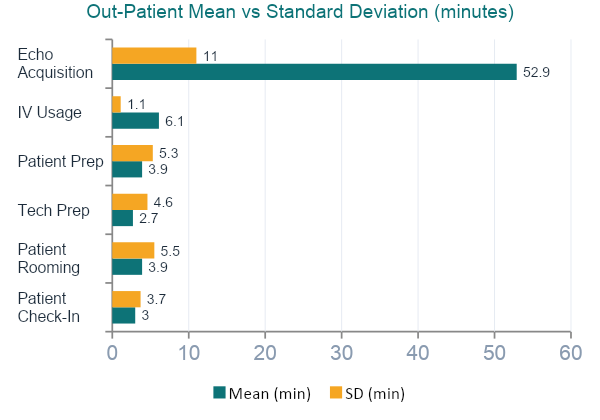 Out-Patient Mean vs Standard Deviation (minutes)
Echo
Acquisition
11
52.9
IV Usage
1.1
6.1
Patient Prep
5.3
3.9
Tech Prep
4.6
2.7
Patient
Rooming
5.5
3.9
Patient
Check-In
3.7
3
0 10 20 30 40 50 60
Mean (min) SD (min)